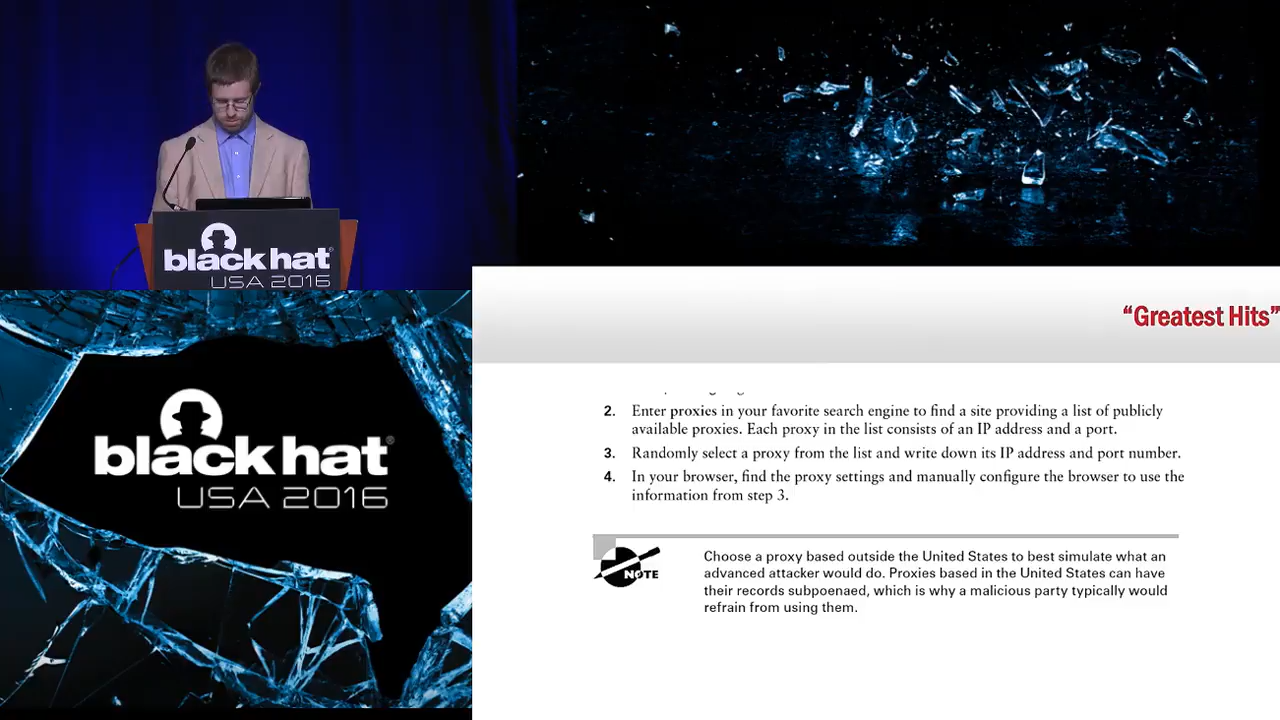 black hat®
USA 2016
black hat®
USA 2016
“Greatest Hits”
2. Enter proxies in your favorite search engine to find a site providing a list of publicly
available proxies. Each proxy in the list consists of an IP address and a port.
3. Randomly select a proxy from the list and write down its IP address and port number.
4. In your browser, find the proxy settings and manually configure the browser to use the
information from step 3.
NOTE
Choose a proxy based outside the United States to best simulate what an
advanced attacker would do. Proxies based in the United States can have
their records subpoenaed, which is why a malicious party typically would
refrain from using them.